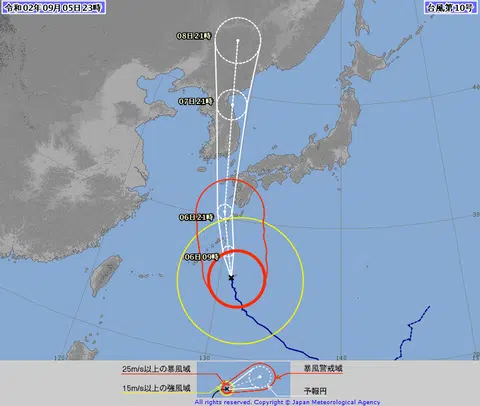 令和02年09月05日23時
台風第10号
08日21時
07日21時
06日21時
06日09時
40
30
120
130
140
150
25m/s以上の暴風域
暴風警戒域
15m/s以上の強風域
予報円
All rights reserved. Copyright © Japan Meteorological Agency